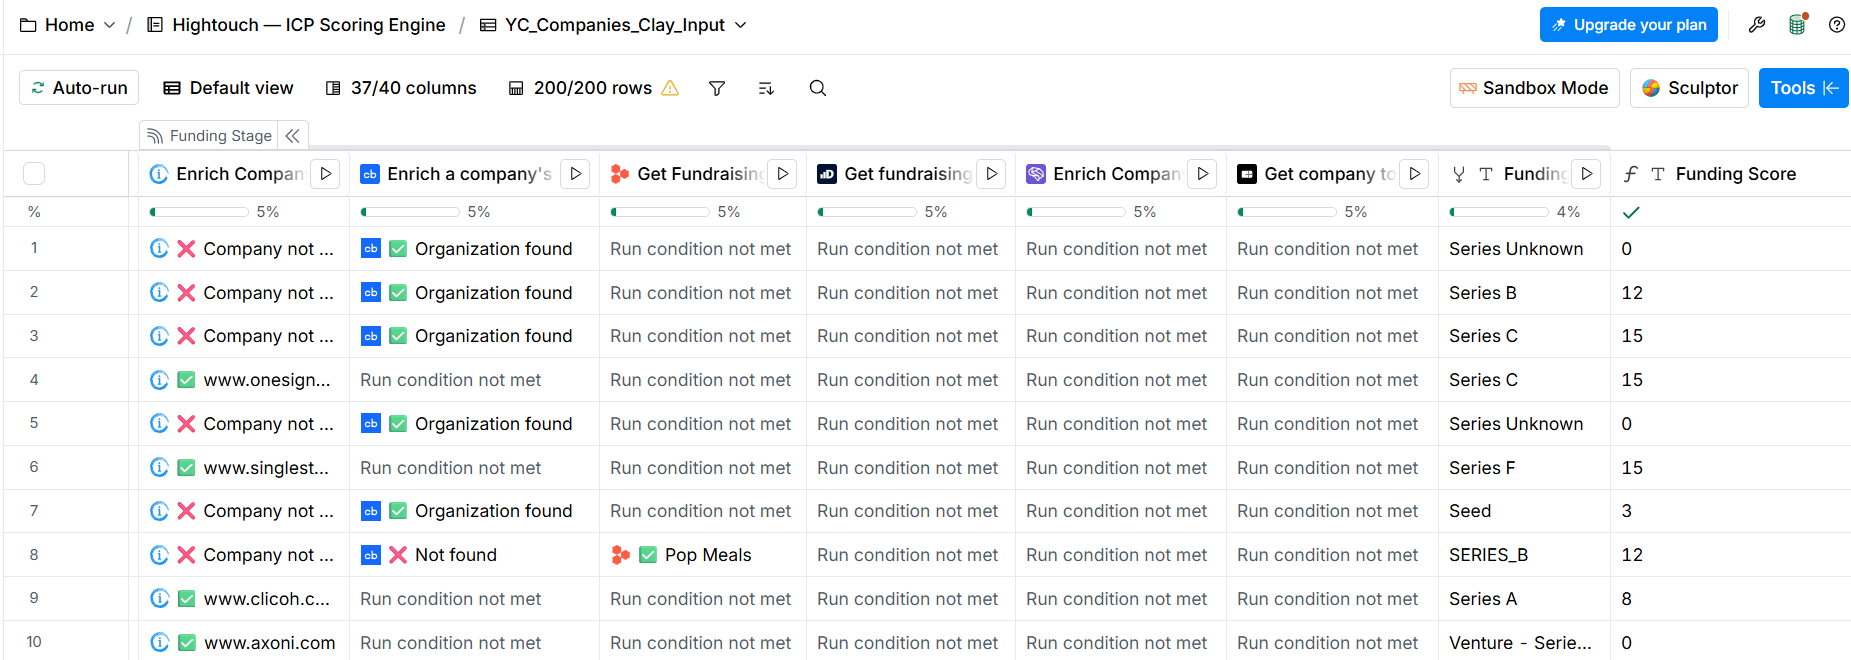 Home / Hightouch — ICP Scoring Engine / YC_Companies_Clay_Input
Upgrade your plan
Auto-run Default view 37/40 columns 200/200 rows Sandbox Mode Sculptor Tools
Funding Stage
Enrich Compan cb Enrich a company's Get Fundraising Get fundraising Enrich Compan Get company to T Funding f T Funding Score
% 5% 5% 5% 5% 5% 5% 4%
1 Company not ... cb Organization found Run condition not met Run condition not met Run condition not met Run condition not met Series Unknown 0
2 Company not ... cb Organization found Run condition not met Run condition not met Run condition not met Run condition not met Series B 12
3 Company not ... cb Organization found Run condition not met Run condition not met Run condition not met Run condition not met Series C 15
4 www.onesign... Run condition not met Run condition not met Run condition not met Run condition not met Run condition not met Series C 15
5 Company not ... cb Organization found Run condition not met Run condition not met Run condition not met Run condition not met Series Unknown 0
6 www.singlest... Run condition not met Run condition not met Run condition not met Run condition not met Run condition not met Series F 15
7 Company not ... cb Organization found Run condition not met Run condition not met Run condition not met Run condition not met Seed 3
8 Company not ... cb Not found Pop Meals Run condition not met Run condition not met Run condition not met SERIES_B 12
9 www.clicoh.c... Run condition not met Run condition not met Run condition not met Run condition not met Run condition not met Series A 8
10 www.axoni.com Run condition not met Run condition not met Run condition not met Run condition not met Run condition not met Venture - Serie... 0